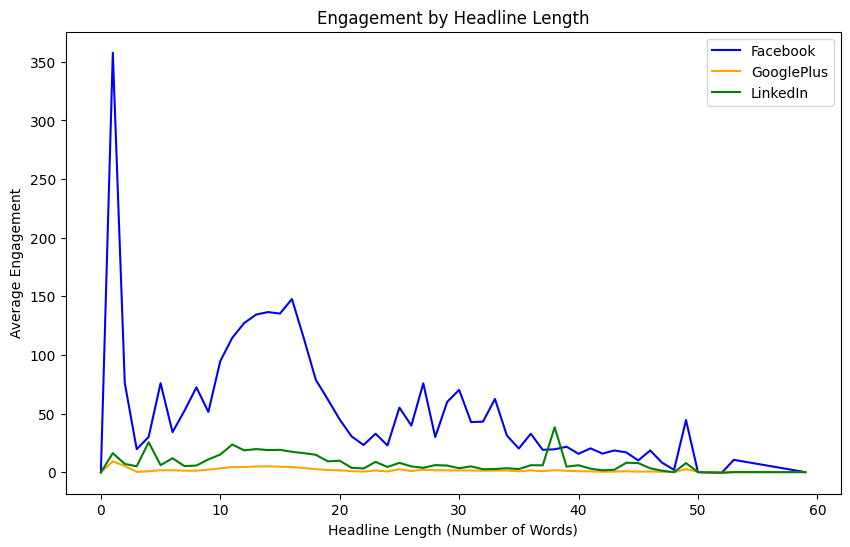 Engagement by Headline Length
Facebook
GooglePlus
LinkedIn
350
300
250
200
150
100
50
0
Average Engagement
0 10 20 30 40 50 60
Headline Length (Number of Words)